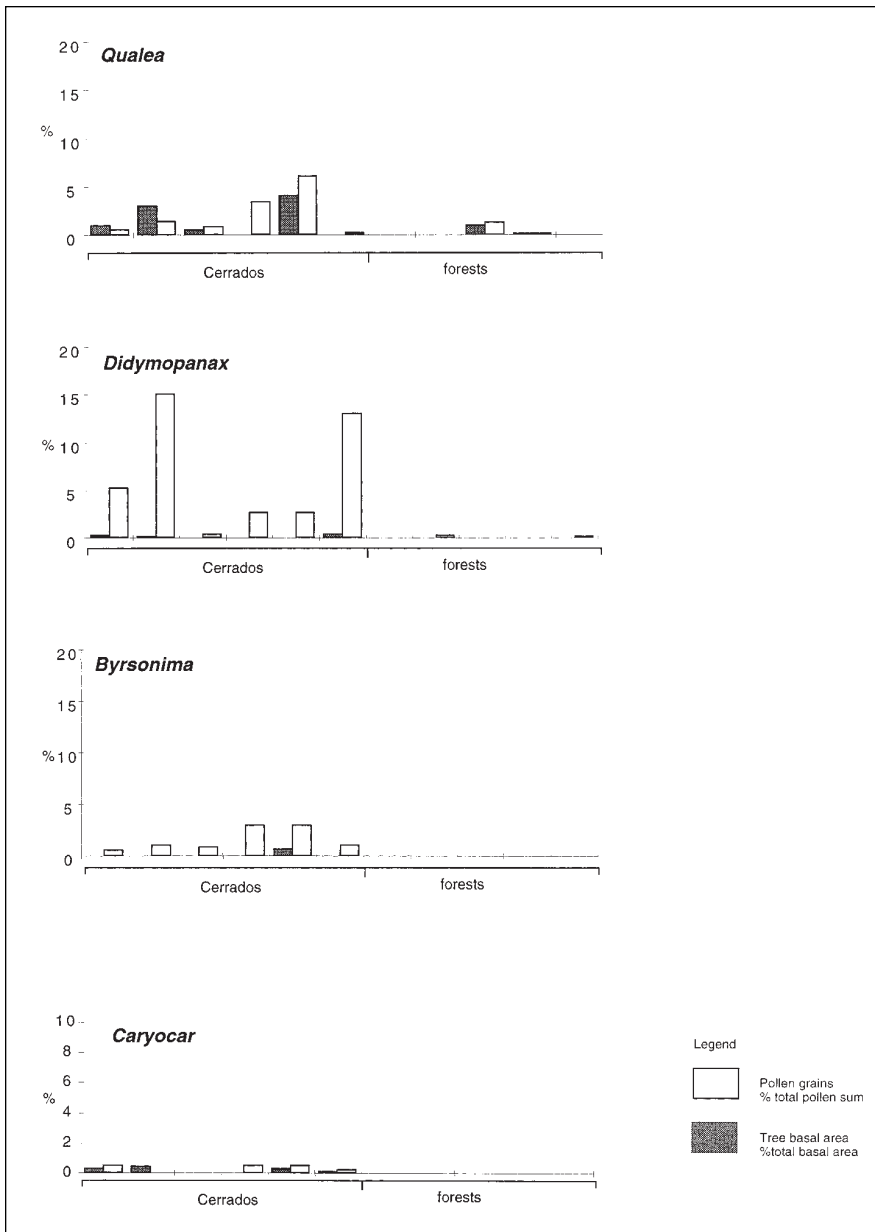 Qualea
20
15
% 10
5
0
Cerrados forests
Didymopanax
20
15
% 10
5
0
Cerrados forests
Byrsonima
20
15
% 10
5
0
Cerrados forests
Caryocar
10
8
6
%
4
2
0
Cerrados forests
Legend
Pollen grains
% total pollen sum
Tree basal area
%total basal area